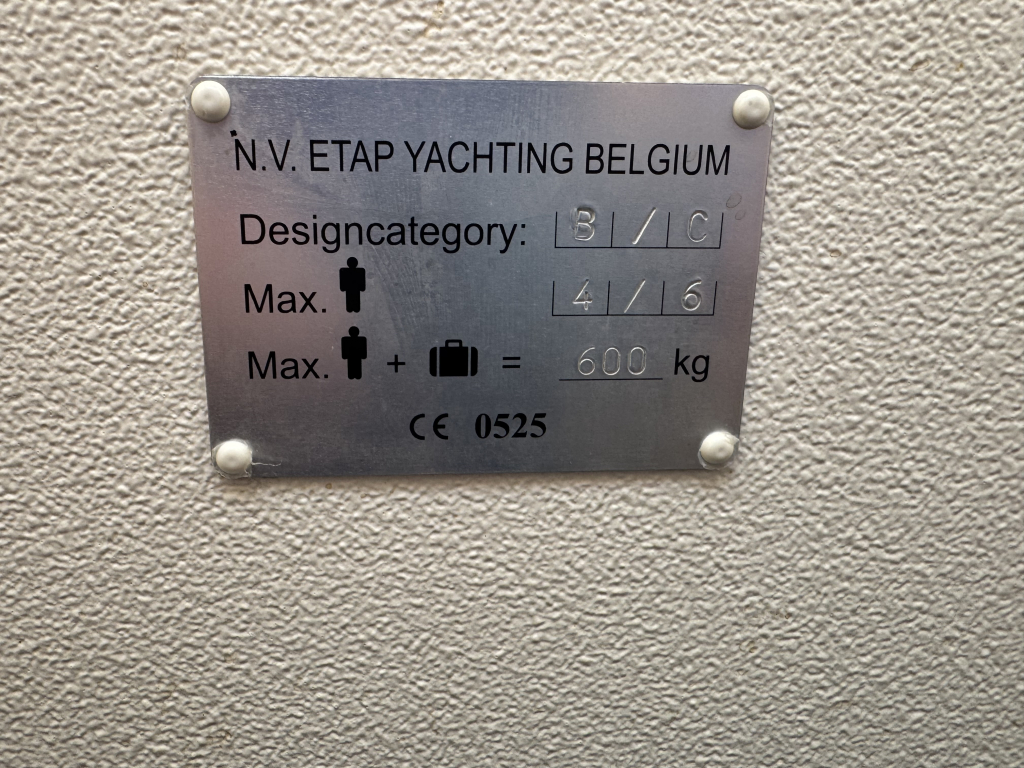 N.V. ETAP YACHTING BELGIUM
Designcategory: B / C
Max. 4 / 6
Max. + = 600 kg
CE 0525